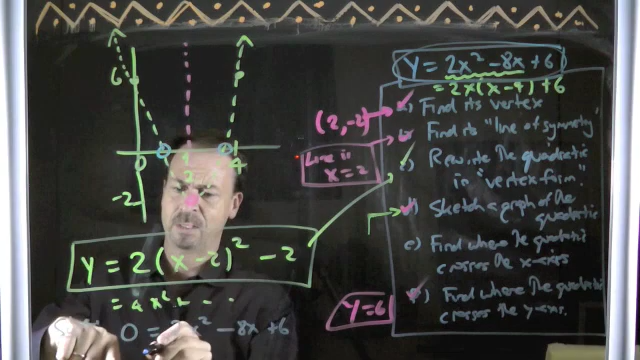 Y = 2x² - 8x + 6
= 2x(x-4) + 6
a) Find its vertex
(2,-2)
b) Find its "line of symmetry"
Line is
x = 2
c) Rewrite the quadratic
in "vertex-form"
d) Sketch a graph of the
quadratic
e) Find where the quadratic
crosses the x-axis
f) Find where the quadratic
crosses the y-axis.
Y=6
6
0
2
4
-2
Y = 2(x-2)² - 2
0 = x² - 8x + 6